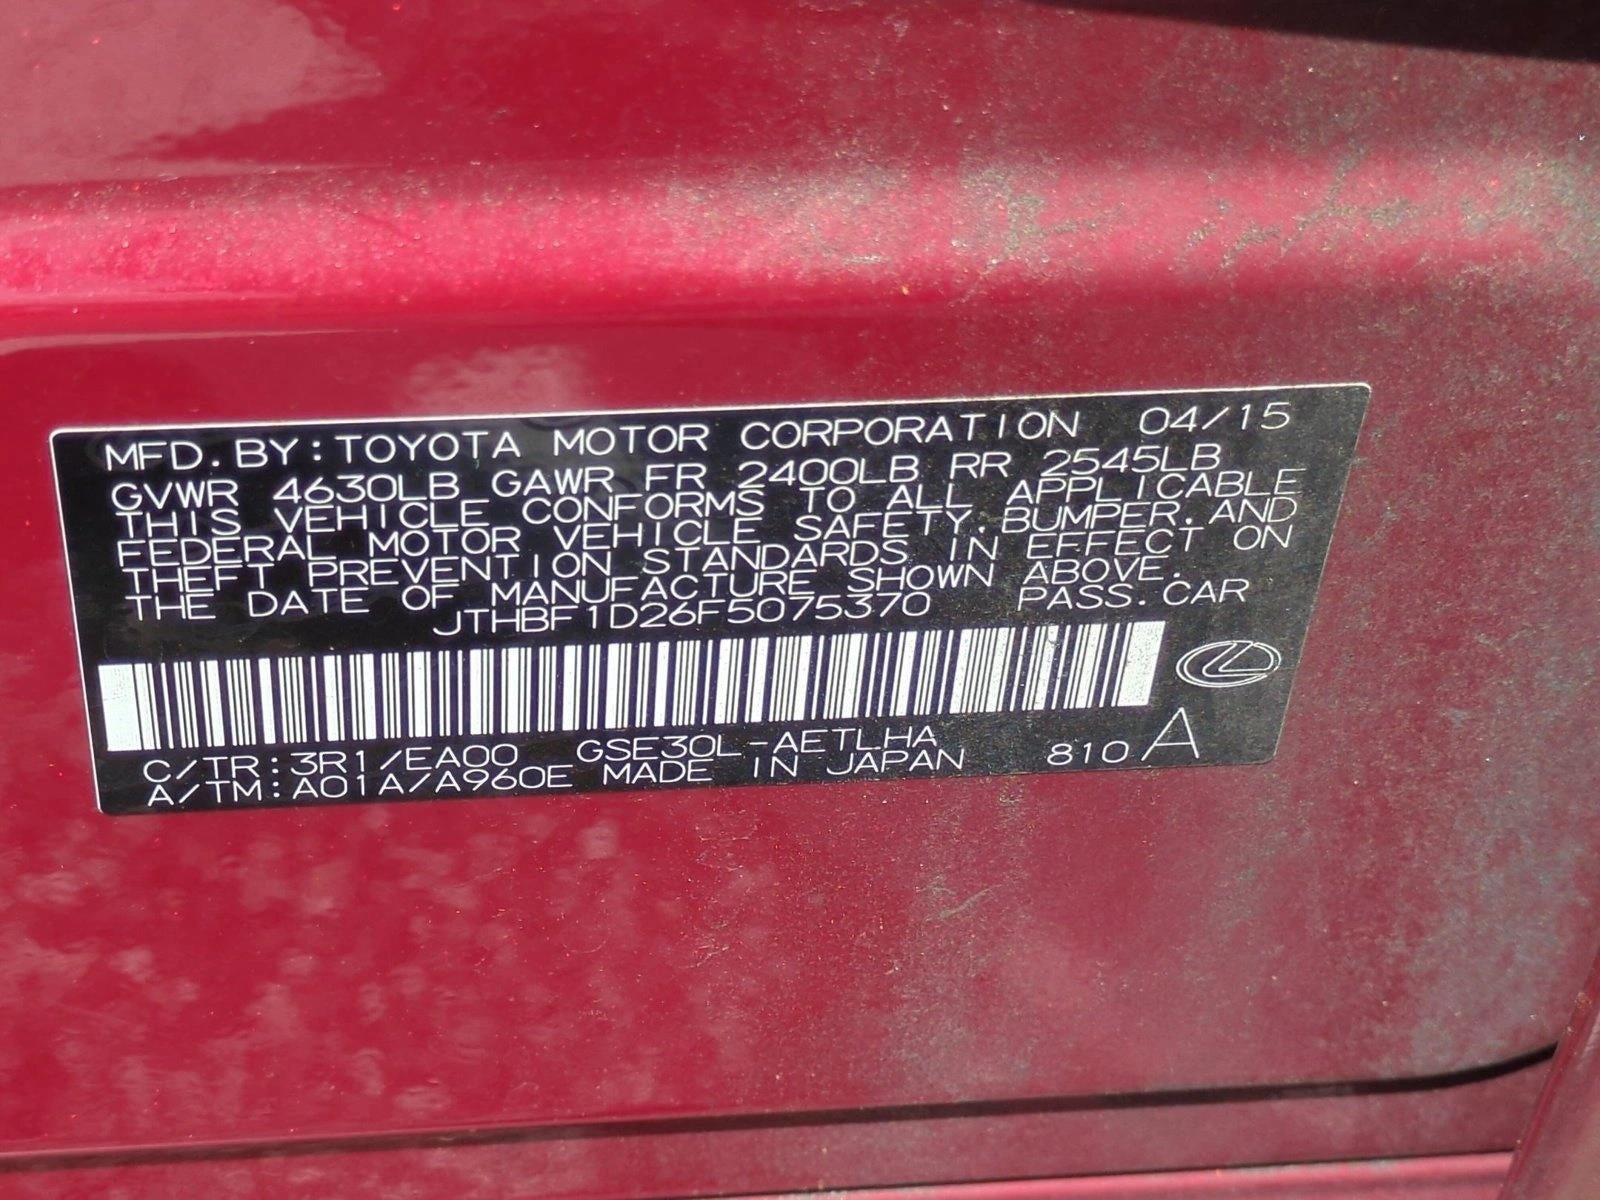 MFD. BY: TOYOTA MOTOR CORPORATION 04/15
GVWR 4630LB GAWR FR 2400LB RR 2545LB
THIS VEHICLE CONFORMS TO ALL APPLICABLE
FEDERAL MOTOR VEHICLE SAFETY, BUMPER, AND
THEFT PREVENTION STANDARDS IN EFFECT ON
THE DATE OF MANUFACTURE SHOWN ABOVE.
JTHBF1D26F5075370 PASS. CAR
C/TR: 3R1/EA00 GSE30L-AETLHA
A/TM: A01A/A960E MADE IN JAPAN 810 A